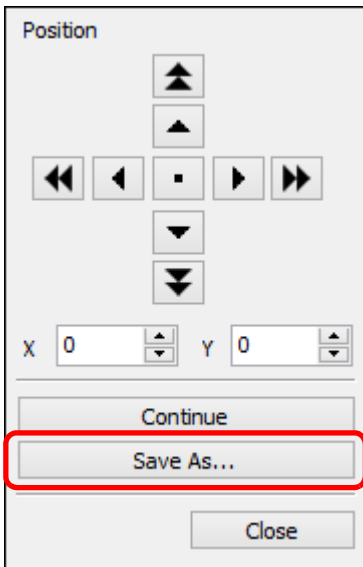 Position
X 0 Y 0
Continue
Save As...
Close